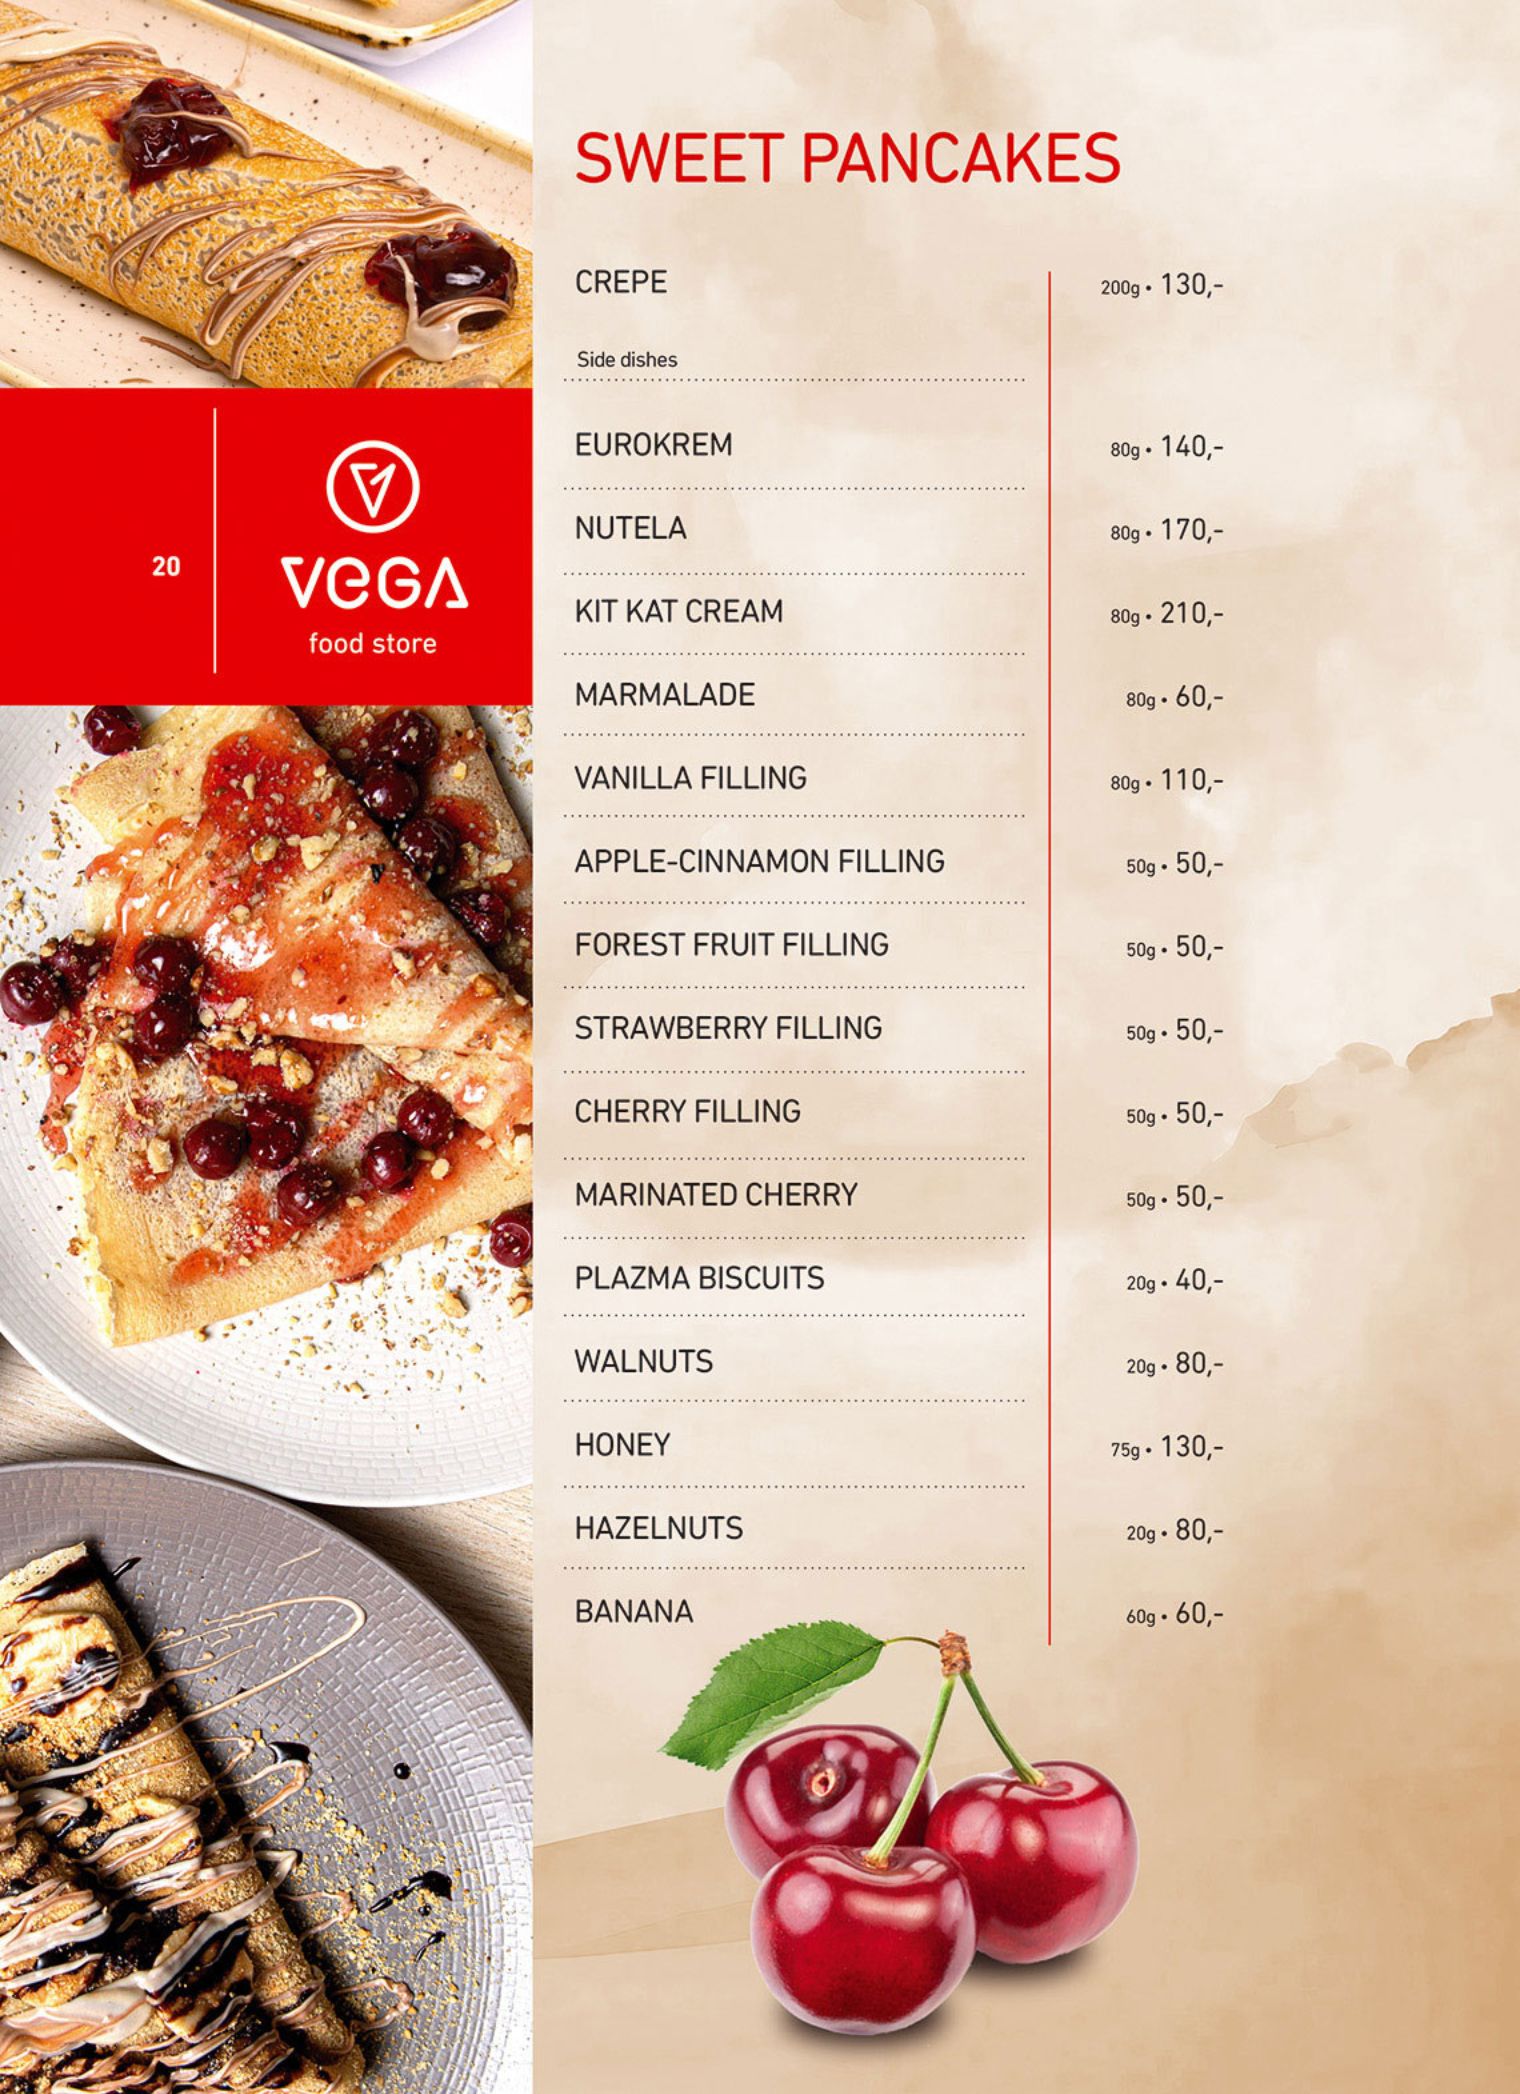 SWEET PANCAKES
CREPE 200g • 130,-
Side dishes
EUROKREM 80g • 140,-
NUTELA 80g • 170,-
KIT KAT CREAM 80g • 210,-
MARMALADE 80g • 60,-
VANILLA FILLING 80g • 110,-
APPLE-CINNAMON FILLING 50g • 50,-
FOREST FRUIT FILLING 50g • 50,-
STRAWBERRY FILLING 50g • 50,-
CHERRY FILLING 50g • 50,-
MARINATED CHERRY 50g • 50,-
PLAZMA BISCUITS 20g • 40,-
WALNUTS 20g • 80,-
HONEY 75g • 130,-
HAZELNUTS 20g • 80,-
BANANA 60g • 60,-
20
VeGA
food store